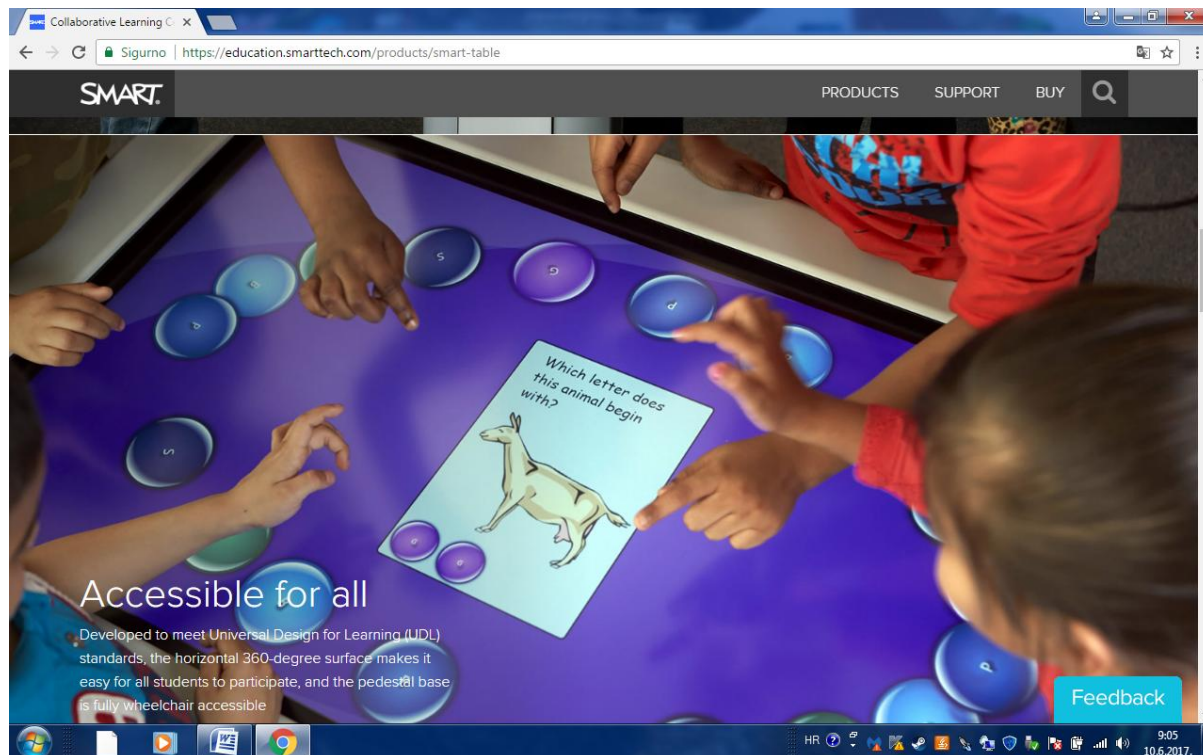 Collaborative Learning C
Sigurno | https://education.smarttech.com/products/smart-table
SMART
PRODUCTS SUPPORT BUY
S
G
P
Which letter does
this animal begin
with?
Accessible for all
Developed to meet Universal Design for Learning (UDL)
standards, the horizontal 360-degree surface makes it
easy for all students to participate, and the pedestal base
is fully wheelchair accessible
Feedback
HR
9:05
10.6.2017.